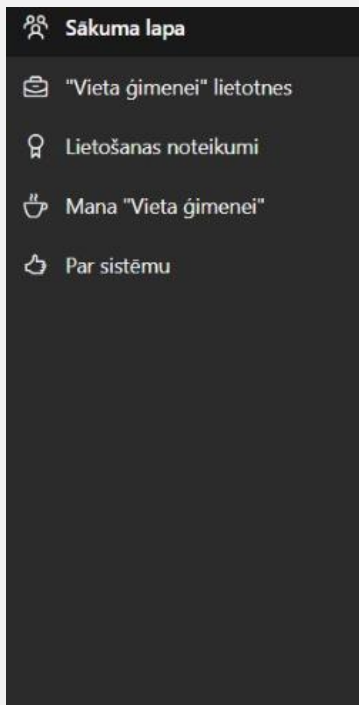 Sākuma lapa
"Vieta ģimenei" lietotnes
Lietošanas noteikumi
Mana "Vieta ģimenei"
Par sistēmu